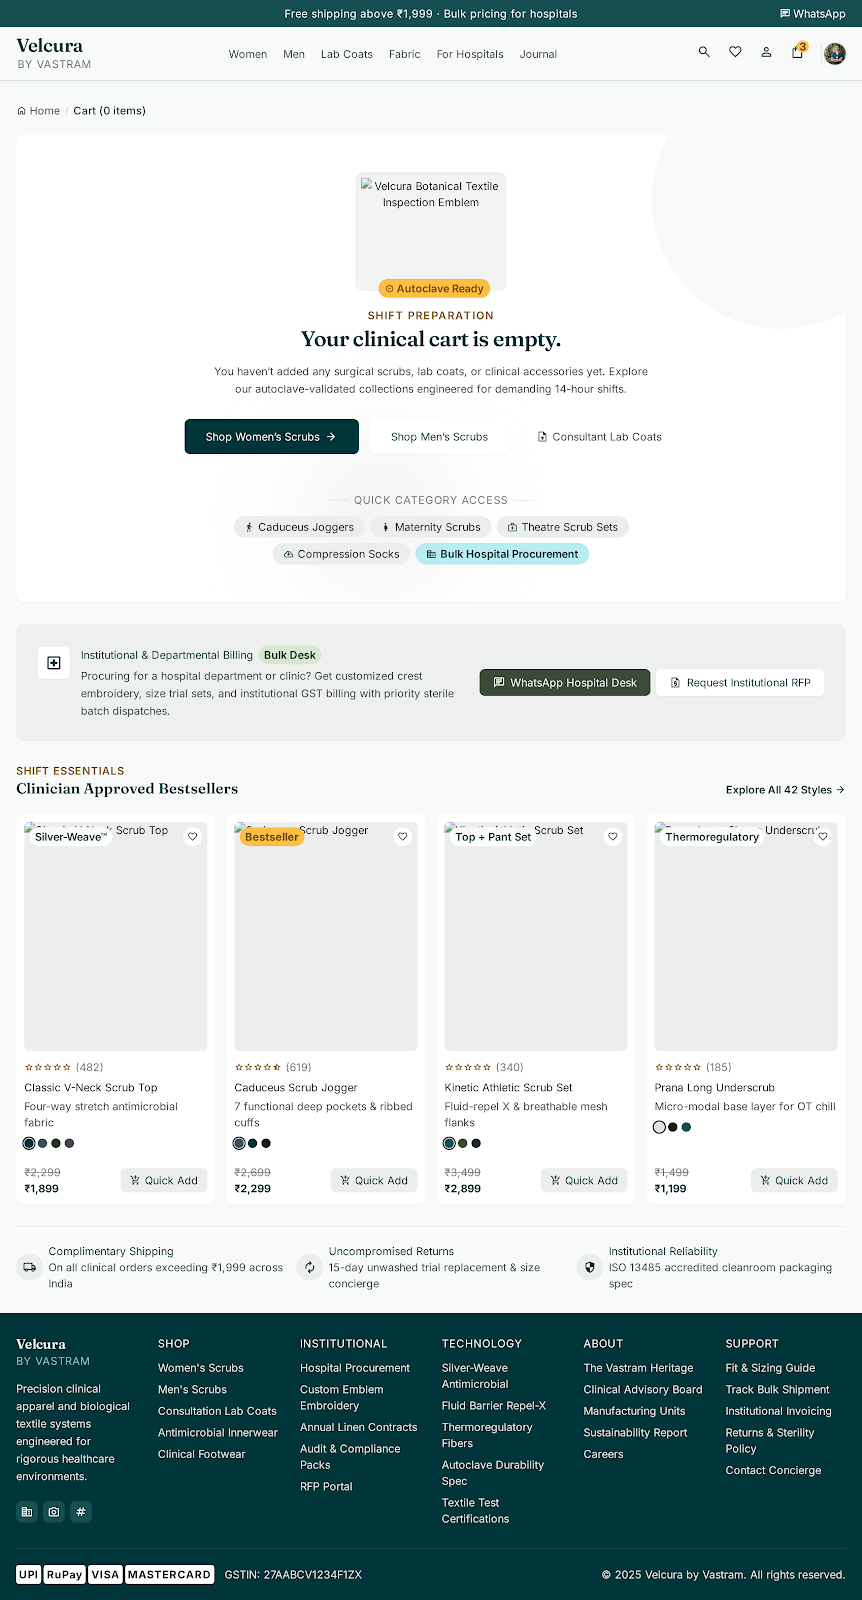 Free shipping above ₹1,999 · Bulk pricing for hospitals
WhatsApp
Velcura
BY VASTRAM
Women Men Lab Coats Fabric For Hospitals Journal
3
Home / Cart (0 items)
Velcura Botanical Textile
Inspection Emblem
Autoclave Ready
SHIFT PREPARATION
Your clinical cart is empty.
You haven't added any surgical scrubs, lab coats, or clinical accessories yet. Explore
our autoclave-validated collections engineered for demanding 14-hour shifts.
Shop Women's Scrubs →
Shop Men's Scrubs
Consultant Lab Coats
QUICK CATEGORY ACCESS
Caduceus Joggers
Maternity Scrubs
Theatre Scrub Sets
Compression Socks
Bulk Hospital Procurement
Institutional & Departmental Billing Bulk Desk
Procuring for a hospital department or clinic? Get customized crest
embroidery, size trial sets, and institutional GST billing with priority sterile
batch dispatches.
WhatsApp Hospital Desk
Request Institutional RFP
SHIFT ESSENTIALS
Clinician Approved Bestsellers
Explore All 42 Styles →
Scrub Top
Silver-Weave™
(482)
Classic V-Neck Scrub Top
Four-way stretch antimicrobial
fabric
₹2,299
₹1,899
Quick Add
Scrub Jogger
Bestseller
(619)
Caduceus Scrub Jogger
7 functional deep pockets & ribbed
cuffs
₹2,699
₹2,299
Quick Add
Scrub Set
Top + Pant Set
(340)
Kinetic Athletic Scrub Set
Fluid-repel X & breathable mesh
flanks
₹3,499
₹2,899
Quick Add
Thermoregulatory
(185)
Prana Long Underscrub
Micro-modal base layer for OT chill
₹1,499
₹1,199
Quick Add
Complimentary Shipping
On all clinical orders exceeding ₹1,999 across
India
Uncompromised Returns
15-day unwashed trial replacement & size
concierge
Institutional Reliability
ISO 13485 accredited cleanroom packaging
spec
Velcura
BY VASTRAM
Precision clinical
apparel and biological
textile systems
engineered for
rigorous healthcare
environments.
SHOP
Women's Scrubs
Men's Scrubs
Consultation Lab Coats
Antimicrobial Innerwear
Clinical Footwear
INSTITUTIONAL
Hospital Procurement
Custom Emblem
Embroidery
Annual Linen Contracts
Audit & Compliance
Packs
RFP Portal
TECHNOLOGY
Silver-Weave
Antimicrobial
Fluid Barrier Repel-X
Thermoregulatory
Fibers
Autoclave Durability
Spec
Textile Test
Certifications
ABOUT
The Vastram Heritage
Clinical Advisory Board
Manufacturing Units
Sustainability Report
Careers
SUPPORT
Fit & Sizing Guide
Track Bulk Shipment
Institutional Invoicing
Returns & Sterility
Policy
Contact Concierge
UPI RuPay VISA MASTERCARD GSTIN: 27AABCV1234F1ZX
© 2025 Velcura by Vastram. All rights reserved.